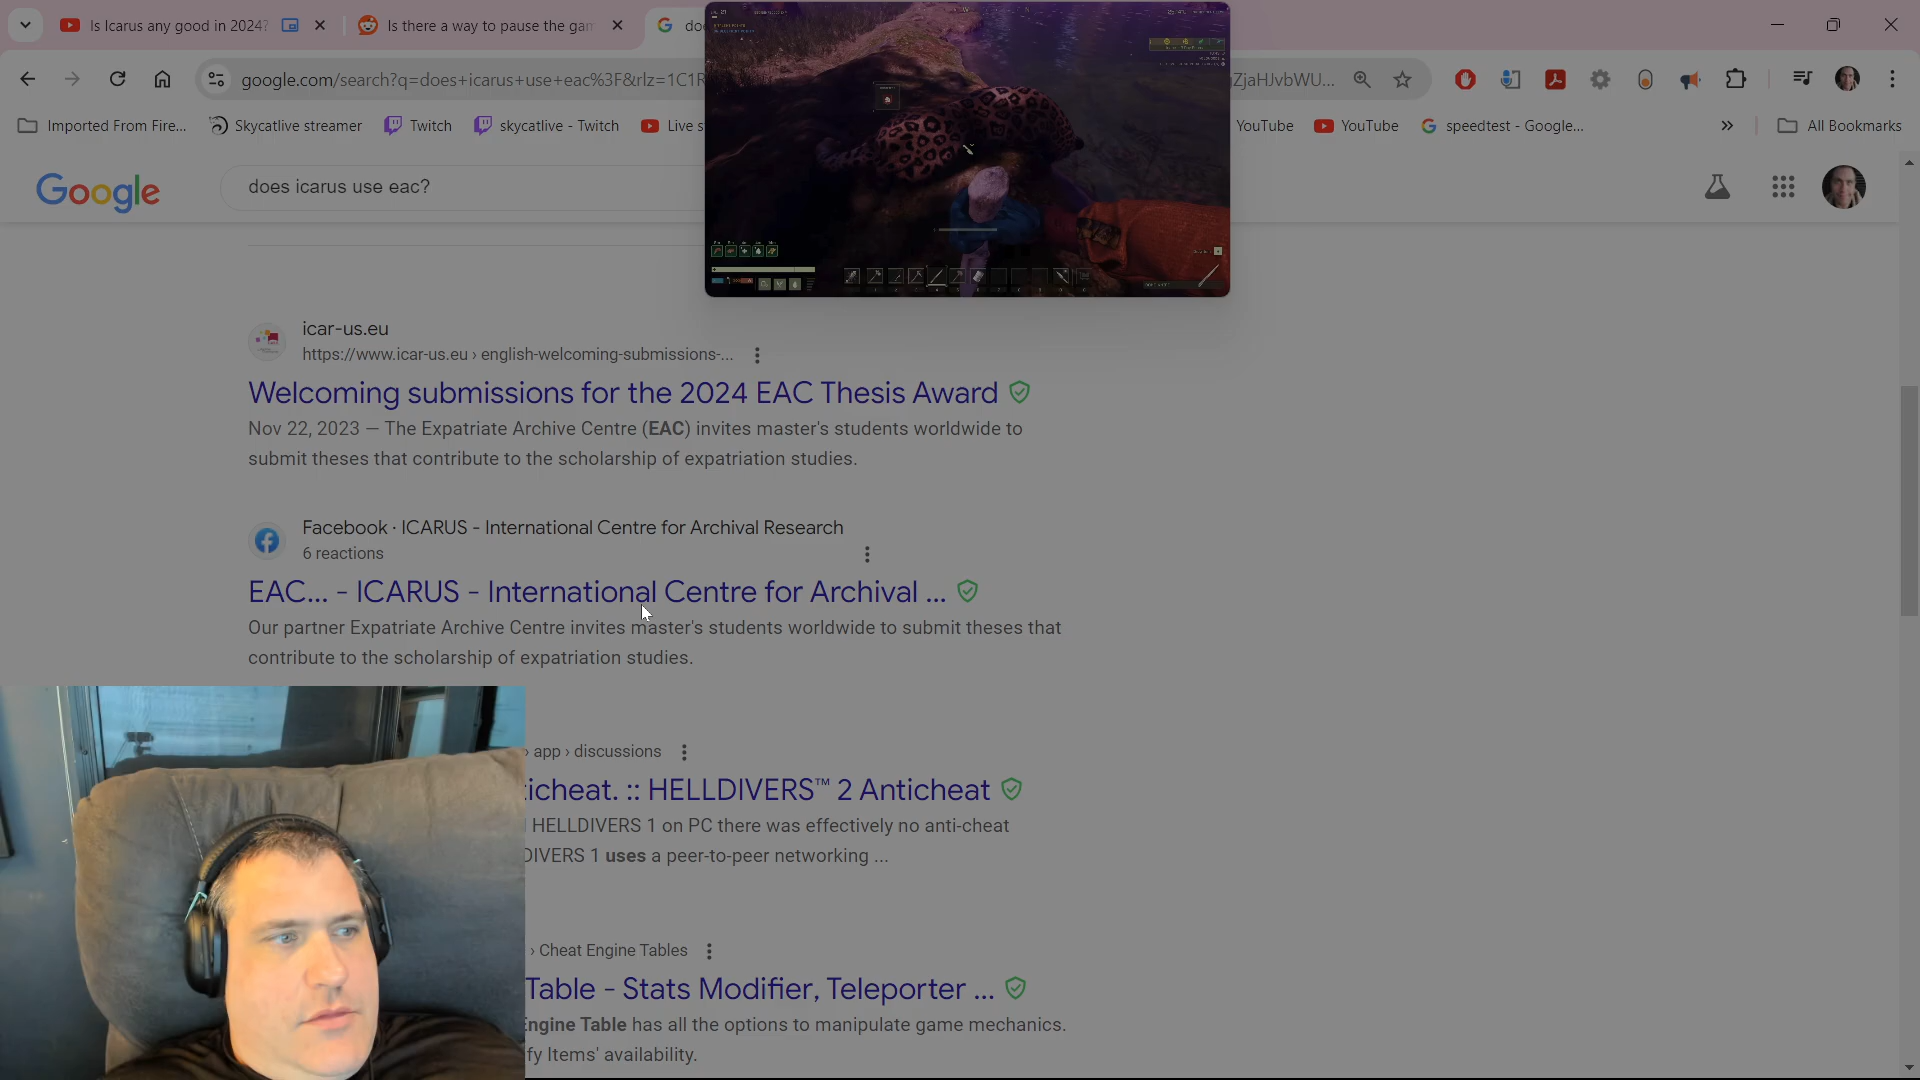 Is Icarus any good in 2024?
Is there a way to pause the gam
google.com/search?q=does+icarus+use+eac%3F&rlz=1C1R
ZjaHJvbWU...
Imported From Fire...
Skycatlive streamer
Twitch
skycatlive - Twitch
Live s
YouTube
YouTube
speedtest - Google...
All Bookmarks
Google
does icarus use eac?
icar-us.eu
https://www.icar-us.eu › english-welcoming-submissions-...
Welcoming submissions for the 2024 EAC Thesis Award
Nov 22, 2023 — The Expatriate Archive Centre (EAC) invites master's students worldwide to
submit theses that contribute to the scholarship of expatriation studies.
Facebook · ICARUS - International Centre for Archival Research
6 reactions
EAC... - ICARUS - International Centre for Archival ...
Our partner Expatriate Archive Centre invites master's students worldwide to submit theses that
contribute to the scholarship of expatriation studies.
› app › discussions
ticheat. :: HELLDIVERS™ 2 Anticheat
HELLDIVERS 1 on PC there was effectively no anti-cheat
DIVERS 1 uses a peer-to-peer networking ...
› Cheat Engine Tables
Table - Stats Modifier, Teleporter ...
Engine Table has all the options to manipulate game mechanics.
fy Items' availability.